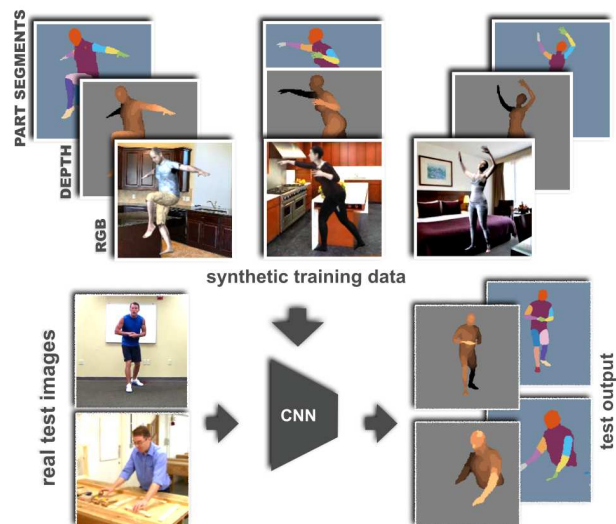 PART SEGMENTS
DEPTH
RGB
synthetic training data
real test images
CNN
test output